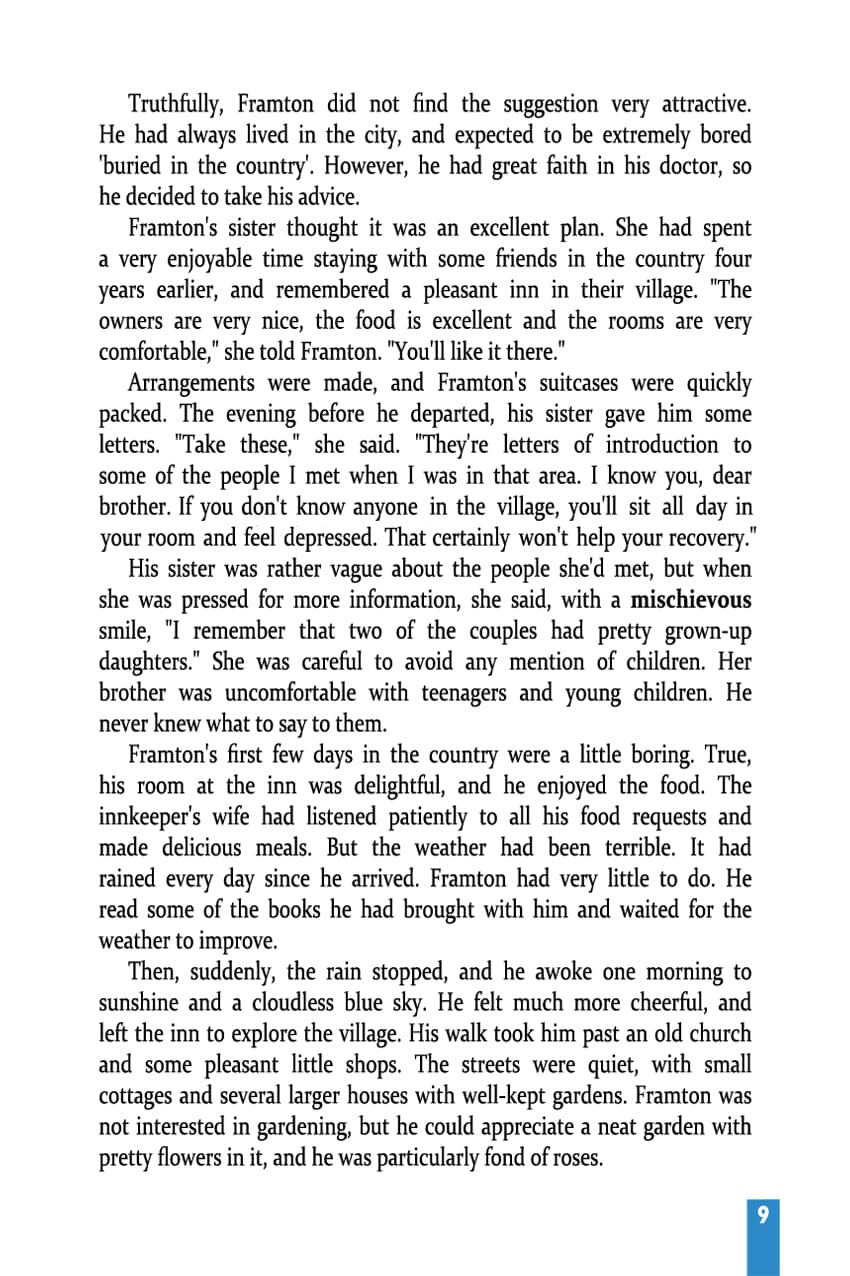 Truthfully, Framton did not find the suggestion very attractive.
He had always lived in the city, and expected to be extremely bored
'buried in the country'. However, he had great faith in his doctor, so
he decided to take his advice.
Framton's sister thought it was an excellent plan. She had spent
a very enjoyable time staying with some friends in the country four
years earlier, and remembered a pleasant inn in their village. "The
owners are very nice, the food is excellent and the rooms are very
comfortable," she told Framton. "You'll like it there."
Arrangements were made, and Framton's suitcases were quickly
packed. The evening before he departed, his sister gave him some
letters. "Take these," she said. "They're letters of introduction to
some of the people I met when I was in that area. I know you, dear
brother. If you don't know anyone in the village, you'll sit all day in
your room and feel depressed. That certainly won't help your recovery."
His sister was rather vague about the people she'd met, but when
she was pressed for more information, she said, with a mischievous
smile, "I remember that two of the couples had pretty grown-up
daughters." She was careful to avoid any mention of children. Her
brother was uncomfortable with teenagers and young children. He
never knew what to say to them.
Framton's first few days in the country were a little boring. True,
his room at the inn was delightful, and he enjoyed the food. The
innkeeper's wife had listened patiently to all his food requests and
made delicious meals. But the weather had been terrible. It had
rained every day since he arrived. Framton had very little to do. He
read some of the books he had brought with him and waited for the
weather to improve.
Then, suddenly, the rain stopped, and he awoke one morning to
sunshine and a cloudless blue sky. He felt much more cheerful, and
left the inn to explore the village. His walk took him past an old church
and some pleasant little shops. The streets were quiet, with small
cottages and several larger houses with well-kept gardens. Framton was
not interested in gardening, but he could appreciate a neat garden with
pretty flowers in it, and he was particularly fond of roses.
9